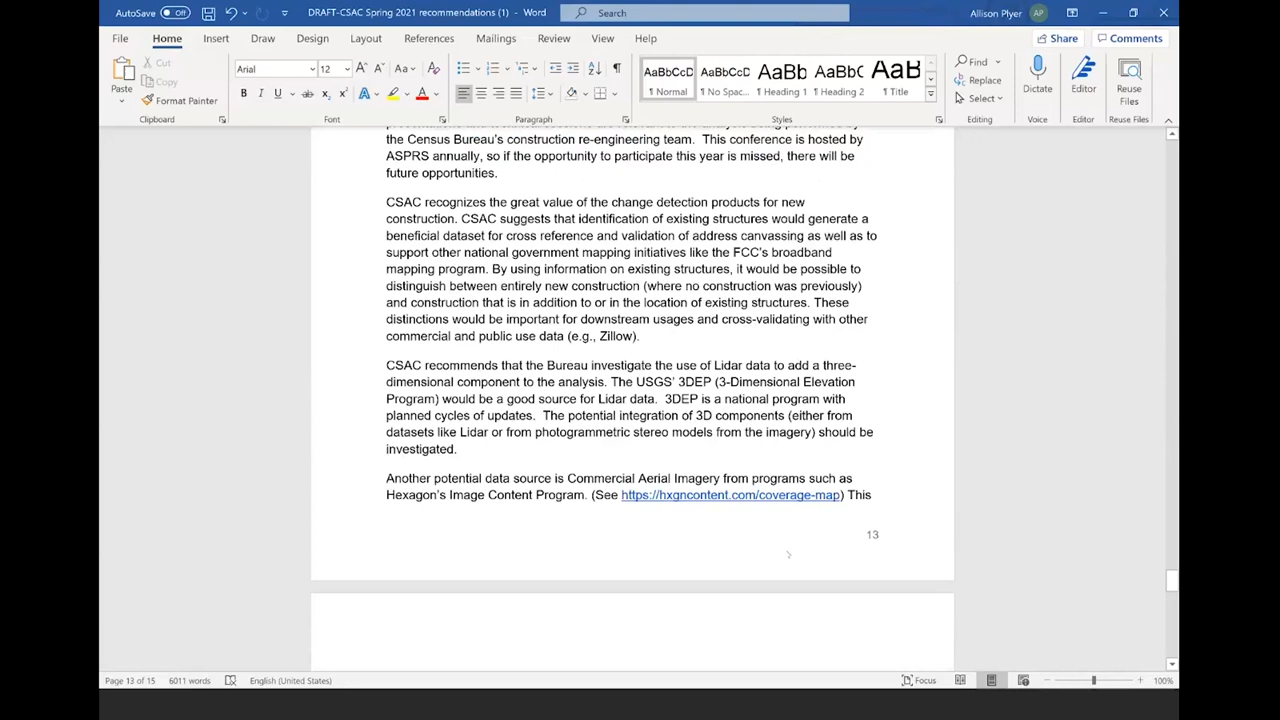 AutoSave Off DRAFT-CSAC Spring 2021 recommendations (1) - Word Search Allison Plyer AP
File Home Insert Draw Design Layout References Mailings Review View Help Share Comments
Paste Cut Copy Format Painter
Arial 12
AaBbCcD AaBbCcD AaBb AaBbC AaB
¶ Normal ¶ No Spac... ¶ Heading 1 ¶ Heading 2 ¶ Title
Find Replace Select
Dictate Editor Reuse Files
Clipboard Font Paragraph Styles Editing Voice Editor Reuse Files
the Census Bureau's construction re-engineering team. This conference is hosted by
ASPRS annually, so if the opportunity to participate this year is missed, there will be
future opportunities.
CSAC recognizes the great value of the change detection products for new
construction. CSAC suggests that identification of existing structures would generate a
beneficial dataset for cross reference and validation of address canvassing as well as to
support other national government mapping initiatives like the FCC's broadband
mapping program. By using information on existing structures, it would be possible to
distinguish between entirely new construction (where no construction was previously)
and construction that is in addition to or in the location of existing structures. These
distinctions would be important for downstream usages and cross-validating with other
commercial and public use data (e.g., Zillow).
CSAC recommends that the Bureau investigate the use of Lidar data to add a three-
dimensional component to the analysis. The USGS' 3DEP (3-Dimensional Elevation
Program) would be a good source for Lidar data. 3DEP is a national program with
planned cycles of updates. The potential integration of 3D components (either from
datasets like Lidar or from photogrammetric stereo models from the imagery) should be
investigated.
Another potential data source is Commercial Aerial Imagery from programs such as
Hexagon's Image Content Program. (See https://hxgncontent.com/coverage-map) This
13
Page 13 of 15 6011 words English (United States) Focus 100%